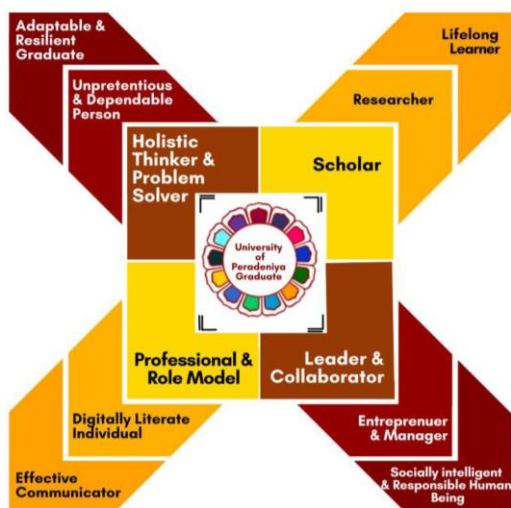 Adaptable &
Resilient
Graduate
Unpretentious
& Dependable
Person
Holistic
Thinker &
Problem
Solver
Lifelong
Learner
Researcher
Scholar
University
of
Peradeniya
Graduate
Professional &
Role Model
Digitally Literate
Individual
Effective
Communicator
Leader &
Collaborator
Entreprenuer
& Manager
Socially intelligent
& Responsible Human
Being